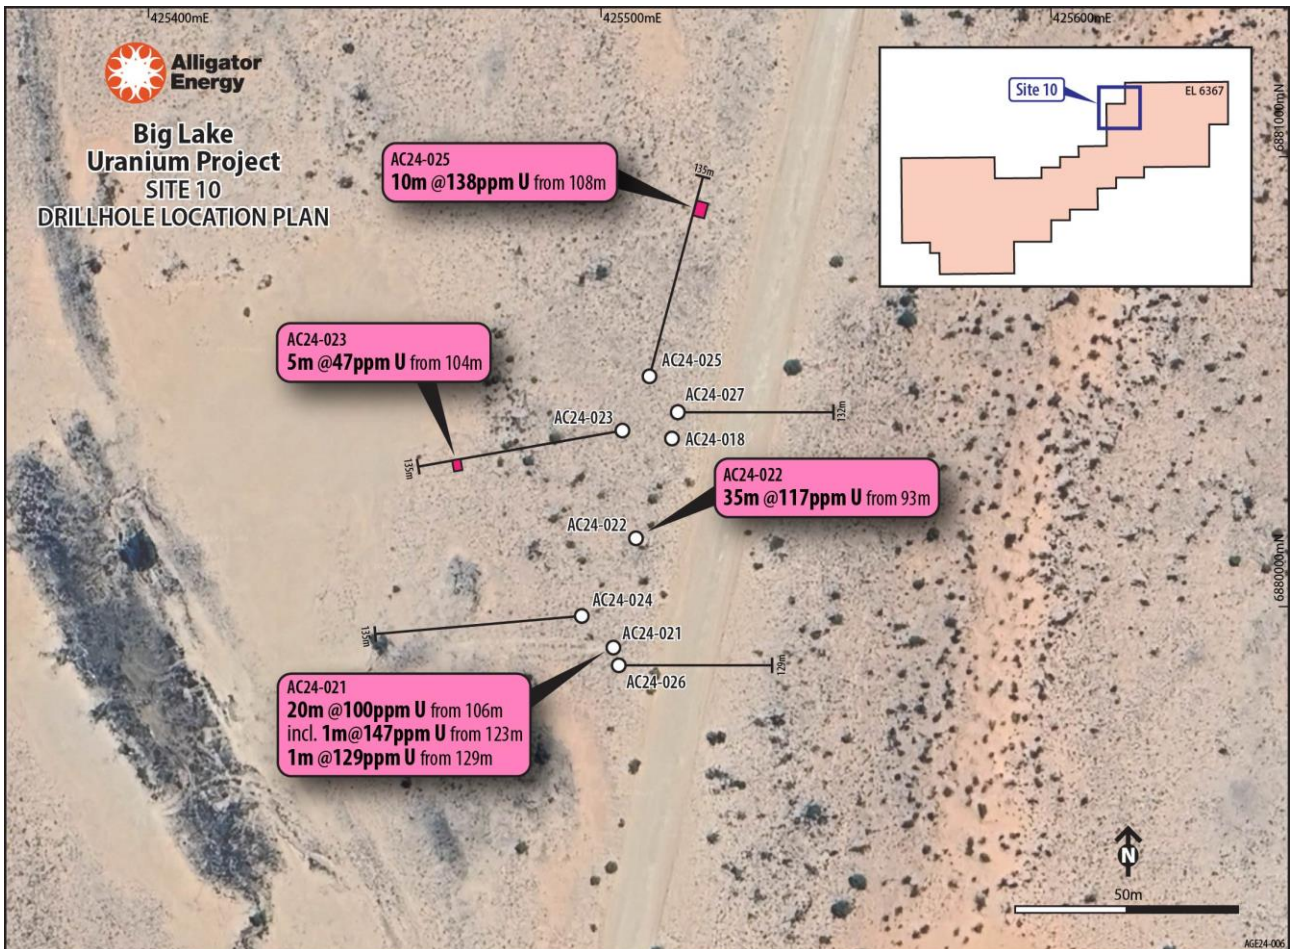 425400mE
425500mE
425600mE
Alligator
Energy
Big Lake
Uranium Project
SITE 10
DRILLHOLE LOCATION PLAN
Site 10
EL 6367
6881000mN
AC24-025
10m @138ppm U from 108m
135m
AC24-023
5m @47ppm U from 104m
AC24-025
AC24-027
132m
AC24-023
AC24-018
135m
AC24-022
35m @117ppm U from 93m
AC24-022
6880000mN
AC24-024
135m
AC24-021
129m
AC24-026
AC24-021
20m @100ppm U from 106m
incl. 1m@147ppm U from 123m
1m @129ppm U from 129m
N
50m
AGE24-006